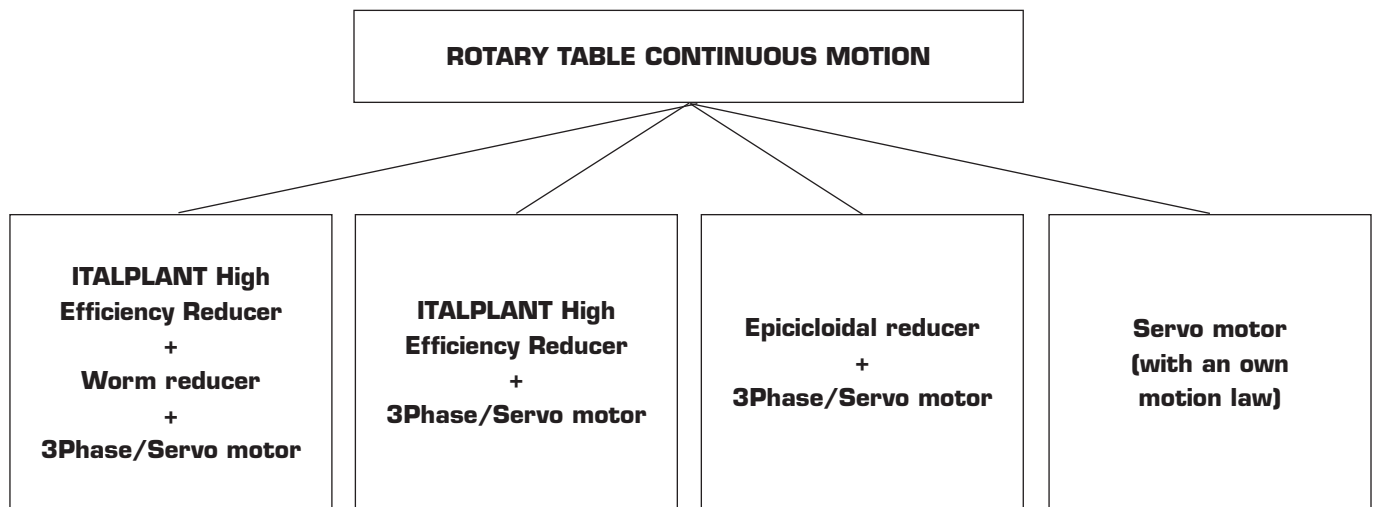 ROTARY TABLE CONTINUOUS MOTION
ITALPLANT High
Efficiency Reducer
+
Worm reducer
+
3Phase/Servo motor
ITALPLANT High
Efficiency Reducer
+
3Phase/Servo motor
Epicicloidal reducer
+
3Phase/Servo motor
Servo motor
(with an own
motion law)